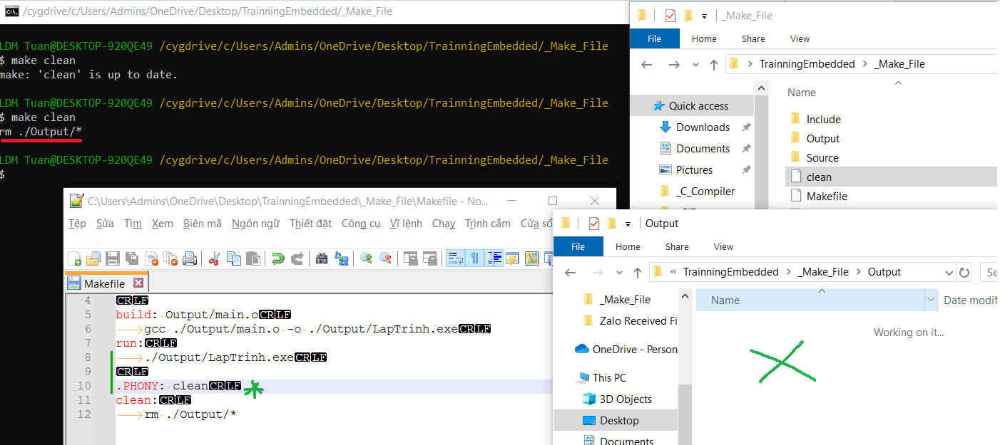 /cygdrive/c/Users/Admins/OneDrive/Desktop/TrainningEmbedded/_Make_File
LDM Tuan@DESKTOP-920QE49 /cygdrive/c/Users/Admins/OneDrive/Desktop/TrainningEmbedded/_Make_File
$ make clean
make: 'clean' is up to date.
LDM Tuan@DESKTOP-920QE49 /cygdrive/c/Users/Admins/OneDrive/Desktop/TrainningEmbedded/_Make_File
$ make clean
rm ./Output/*
LDM Tuan@DESKTOP-920QE49 /cygdrive/c/Users/Admins/OneDrive/Desktop/TrainningEmbedded/_Make_File
$
_Make_File
File Home Share View
TrainningEmbedded > _Make_File
Name
Quick access
Downloads
Documents
Pictures
_C_Compiler
Include
Output
Source
clean
Makefile
C:\Users\Admins\OneDrive\Desktop\TrainningEmbedded\_Make_File\Makefile - No...
Tệp Sửa Tìm Xem Biên mã Ngôn ngữ Thiết đặt Công cụ Vĩ lệnh Chạy Trình cắm Cửa sổ
Makefile
4 CRLF
5 build: Output/main.oCRLF
6 gcc ./Output/main.o -o ./Output/LapTrinh.exeCRLF
7 run:CRLF
8 ./Output/LapTrinh.exeCRLF
9 CRLF
10 .PHONY: cleanCRLF
11 clean:CRLF
12 rm ./Output/*
Output
File Home Share View
« TrainningEmbedded > _Make_File > Output
Se
Name Date modif
_Make_File
Zalo Received Fi
OneDrive - Person
This PC
3D Objects
Desktop
Documents
Working on it...